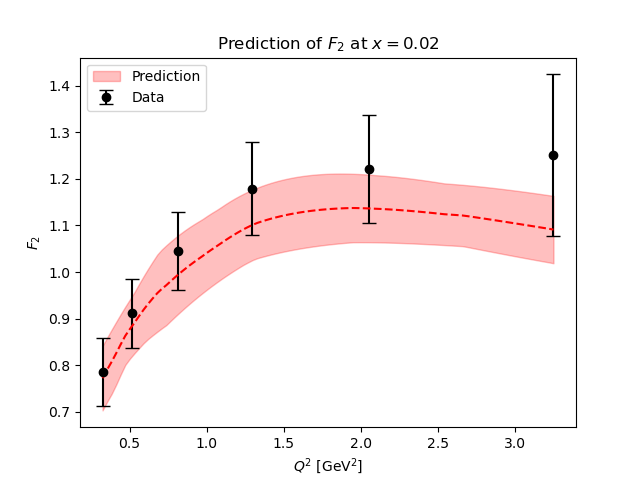 Prediction of F₂ at x = 0.02
Prediction
Data
F₂
1.4
1.3
1.2
1.1
1.0
0.9
0.8
0.7
0.5 1.0 1.5 2.0 2.5 3.0
Q² [GeV²]